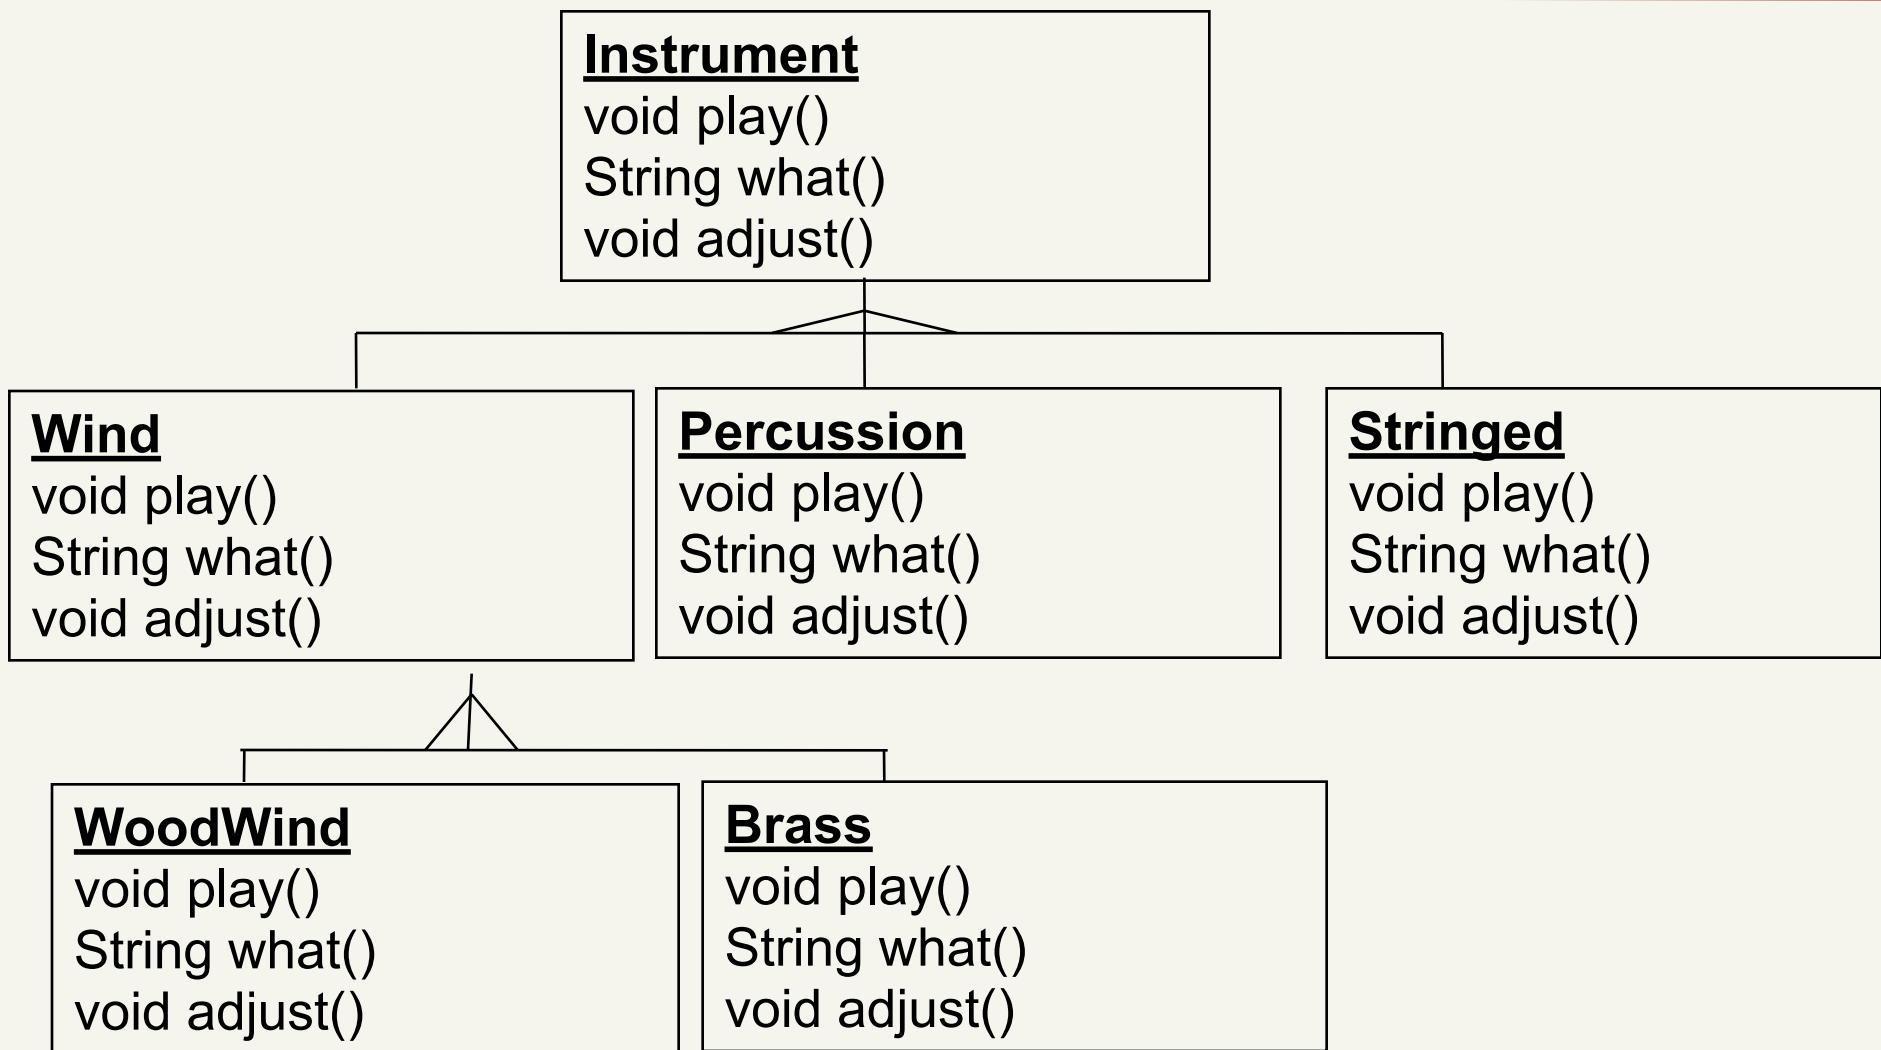 Instrument
void play()
String what()
void adjust()
Wind
void play()
String what()
void adjust()
Percussion
void play()
String what()
void adjust()
Stringed
void play()
String what()
void adjust()
WoodWind
void play()
String what()
void adjust()
Brass
void play()
String what()
void adjust()